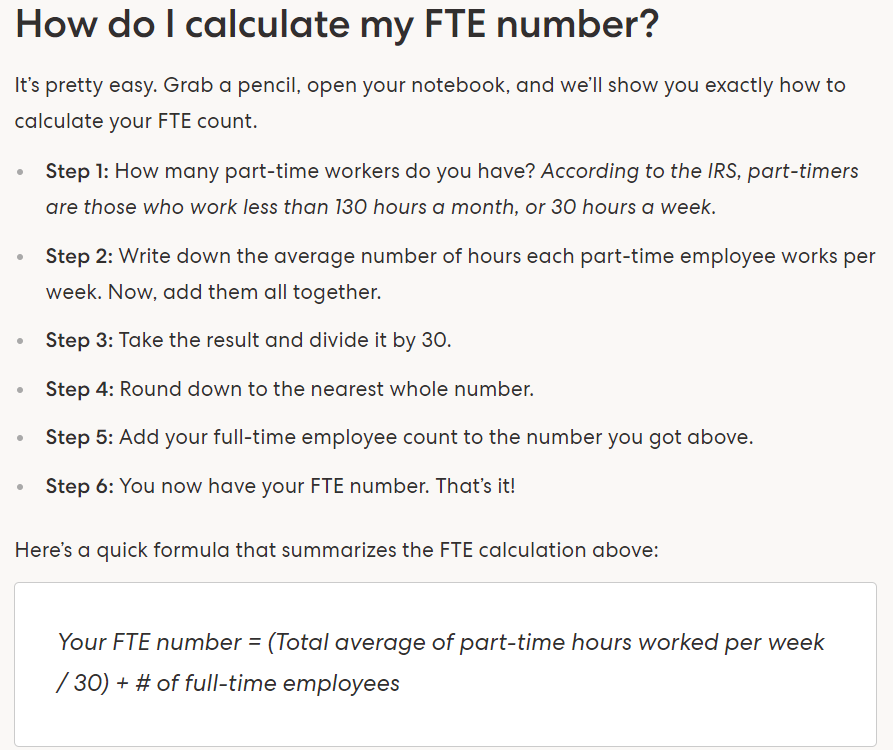 How do I calculate my FTE number?
It’s pretty easy. Grab a pencil, open your notebook, and we’ll show you exactly how to
calculate your FTE count.
Step 1: How many part-time workers do you have? According to the IRS, part-timers
are those who work less than 130 hours a month, or 30 hours a week.
Step 2: Write down the average number of hours each part-time employee works per
week. Now, add them all together.
Step 3: Take the result and divide it by 30.
Step 4: Round down to the nearest whole number.
Step 5: Add your full-time employee count to the number you got above.
Step 6: You now have your FTE number. That’s it!
Here’s a quick formula that summarizes the FTE calculation above:
Your FTE number = (Total average of part-time hours worked per week
/ 30) + # of full-time employees